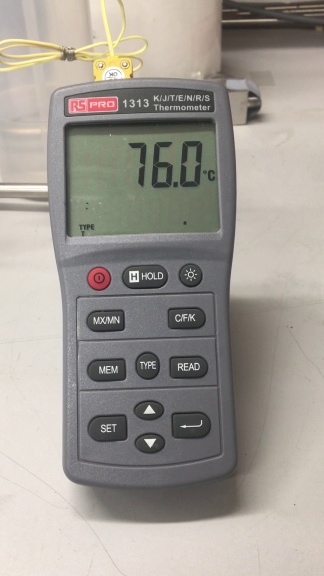 RS PRO 1313 K/J/T/E/N/R/S
Thermometer
76.0 °C
TYPE
H HOLD
MX/MN C/F/K
MEM TYPE READ
SET